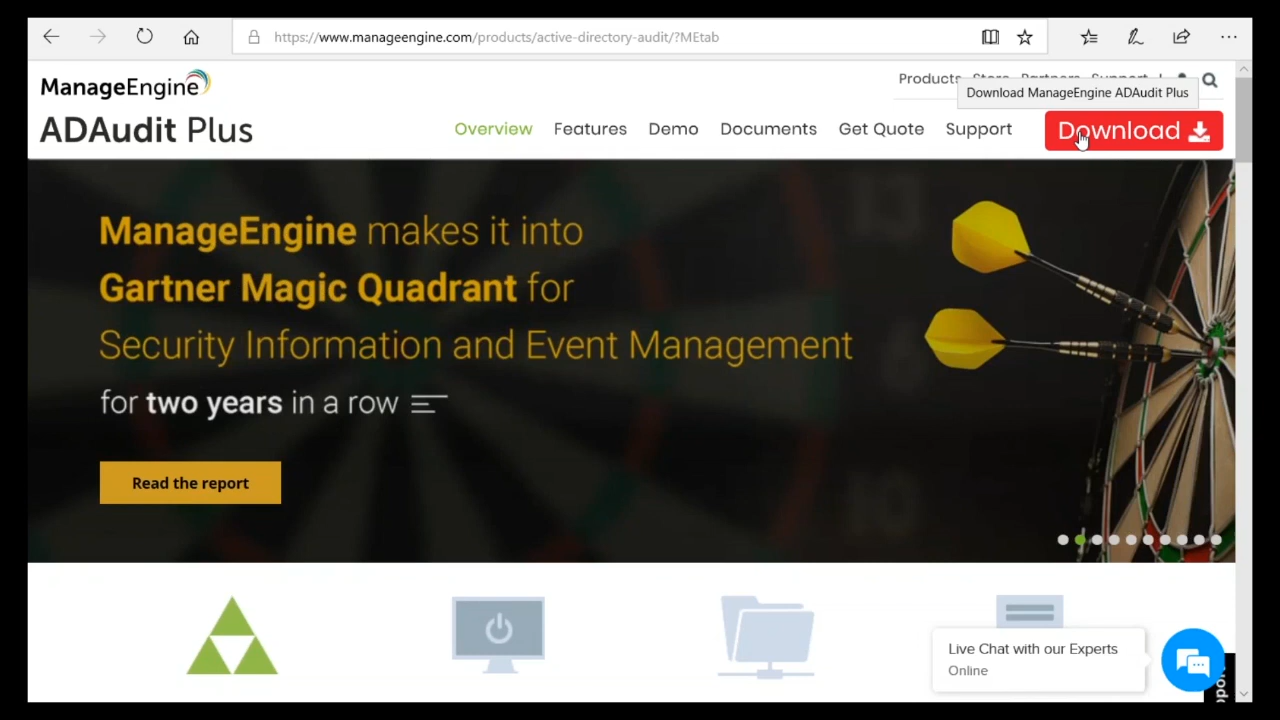 https://www.manageengine.com/products/active-directory-audit/?MEtab
ManageEngine
Products
Download ManageEngine ADAudit Plus
ADAudit Plus
Overview Features Demo Documents Get Quote Support Download
13
ManageEngine makes it into
Gartner Magic Quadrant for
Security Information and Event Management
for two years in a row
Read the report
10
Live Chat with our Experts
Online